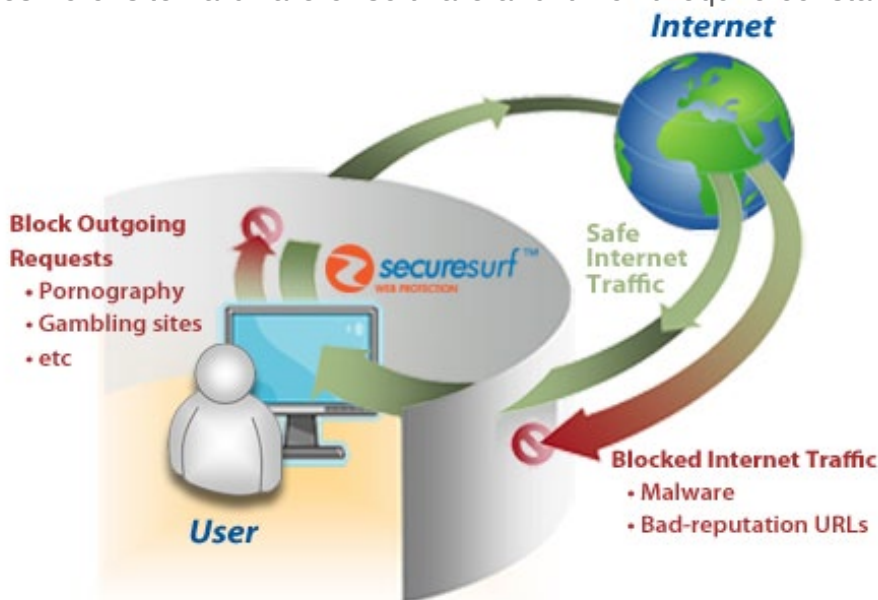 Internet
Block Outgoing
Requests
• Pornography
• Gambling sites
• etc
securesurf™
WEB PROTECTION
Safe
Internet
Traffic
Blocked Internet Traffic
• Malware
• Bad-reputation URLs
User